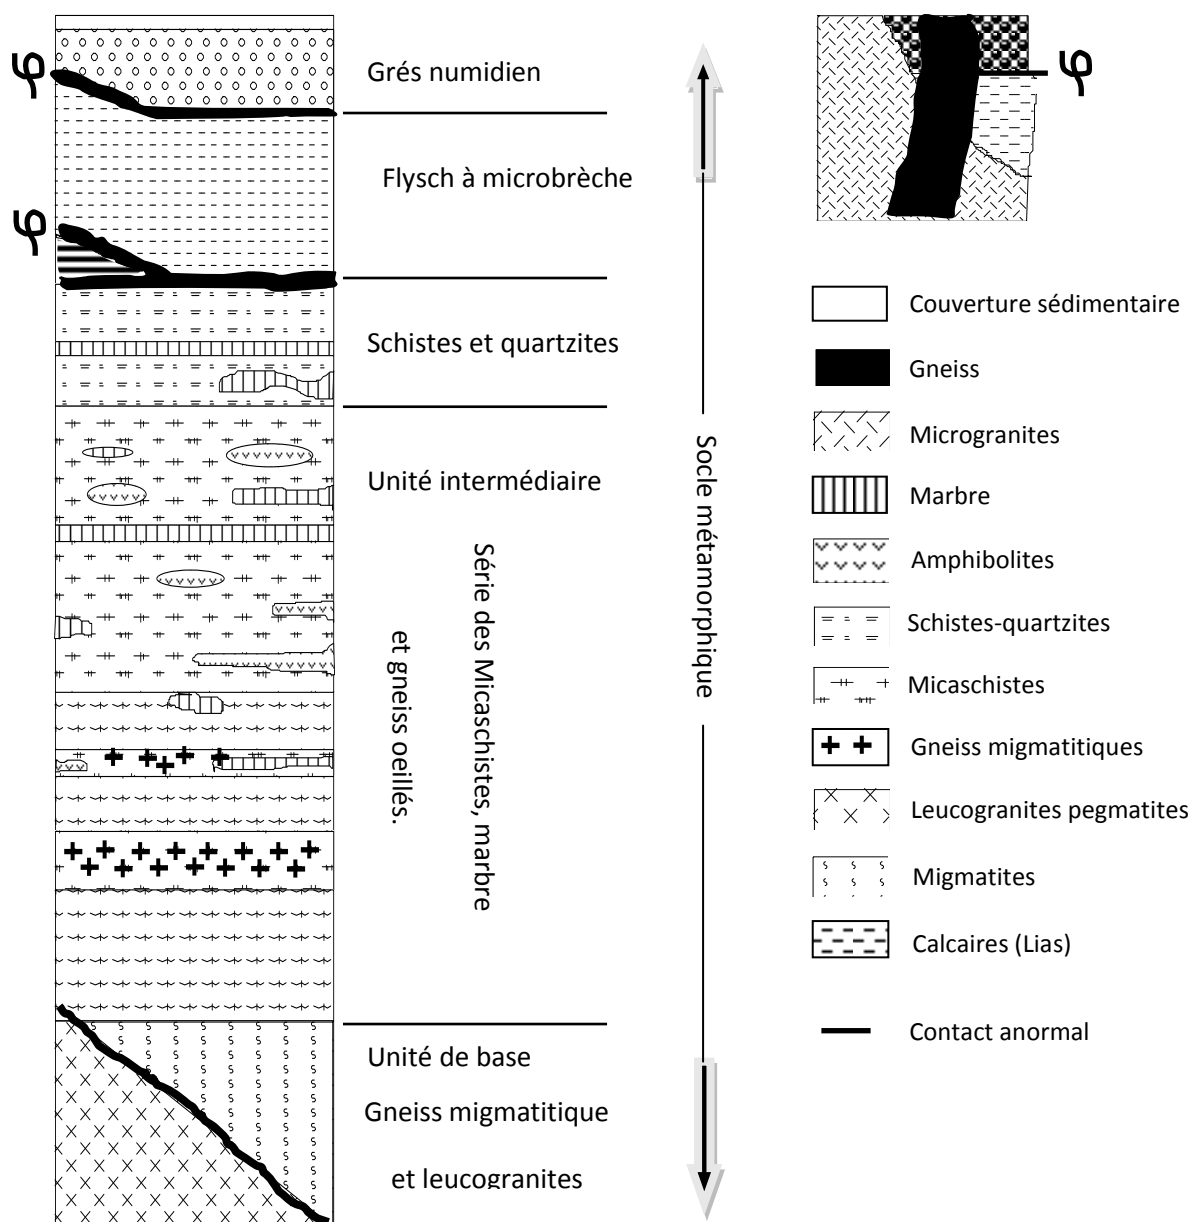 Grés numidien
Flysch à microbrèche
Schistes et quartzites
Unité intermédiaire
Série des Micaschistes, marbre
et gneiss oeillés.
Unité de base
Gneiss migmatitique
et leucogranites
Socle métamorphique
Couverture sédimentaire
Gneiss
Microgranites
Marbre
Amphibolites
Schistes-quartzites
Micaschistes
Gneiss migmatitiques
Leucogranites pegmatites
Migmatites
Calcaires (Lias)
Contact anormal